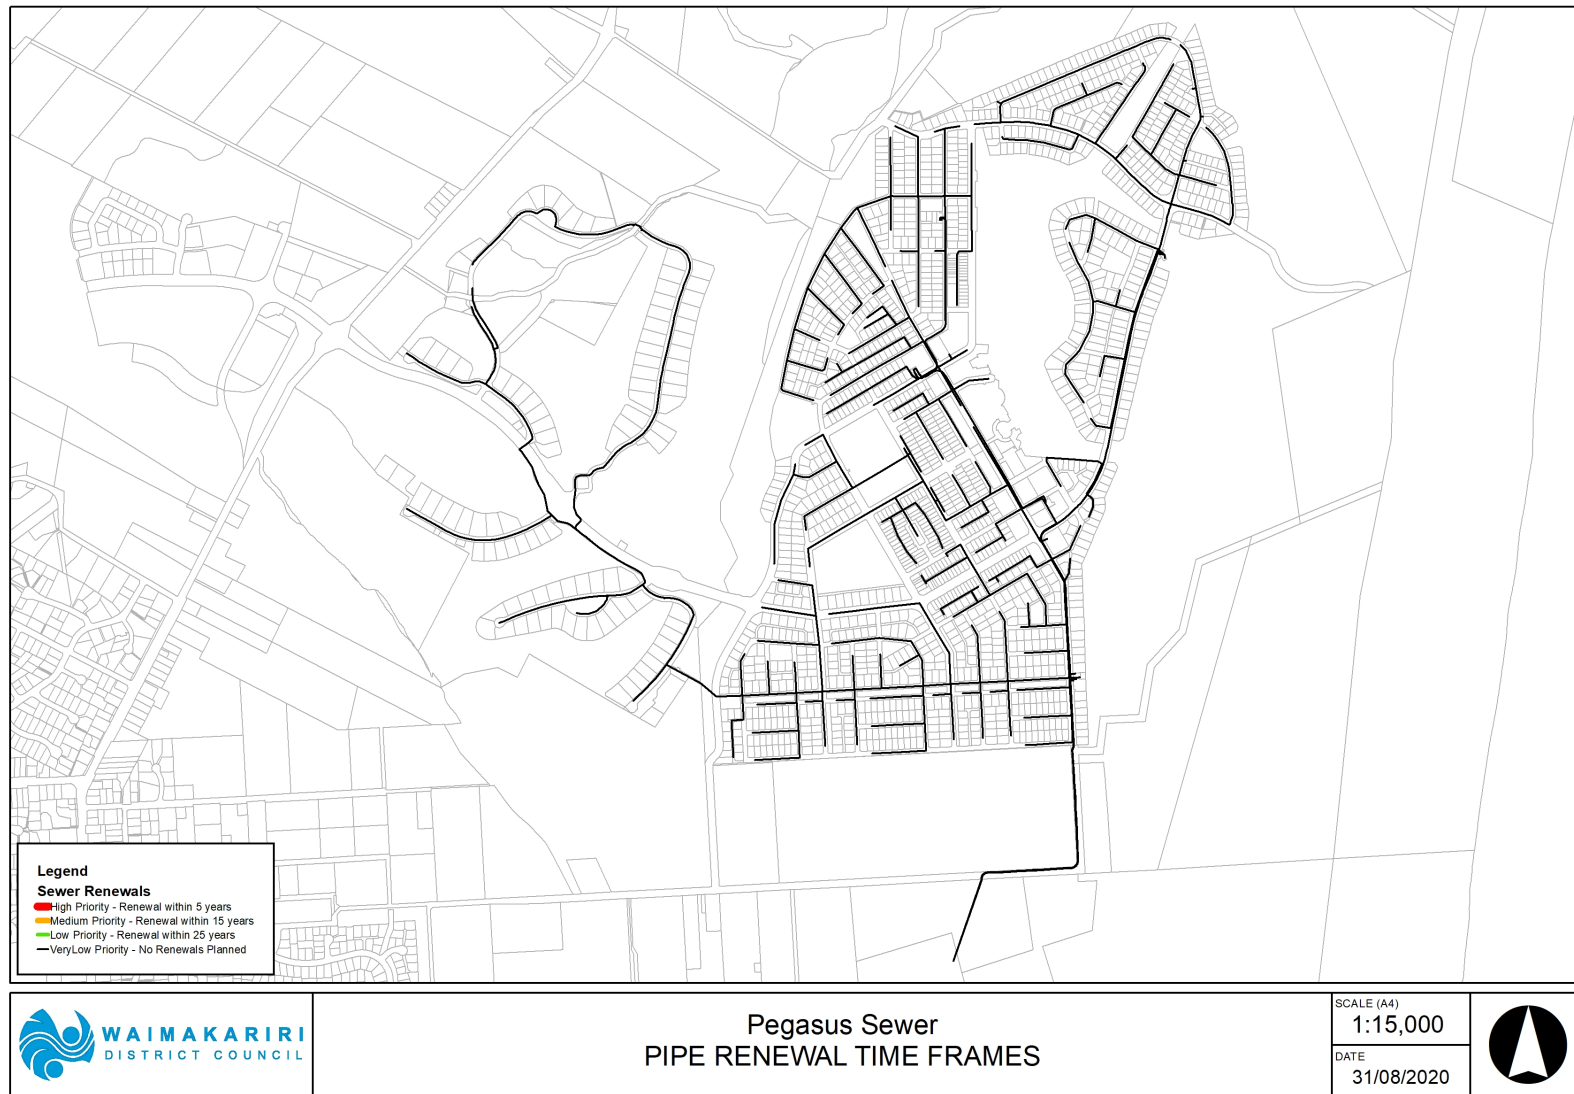 Legend
Sewer Renewals
High Priority - Renewal within 5 years
Medium Priority - Renewal within 15 years
Low Priority - Renewal within 25 years
VeryLow Priority - No Renewals Planned
WAIMAKARIRI
DISTRICT COUNCIL
Pegasus Sewer
PIPE RENEWAL TIME FRAMES
SCALE (A4)
1:15,000
DATE
31/08/2020